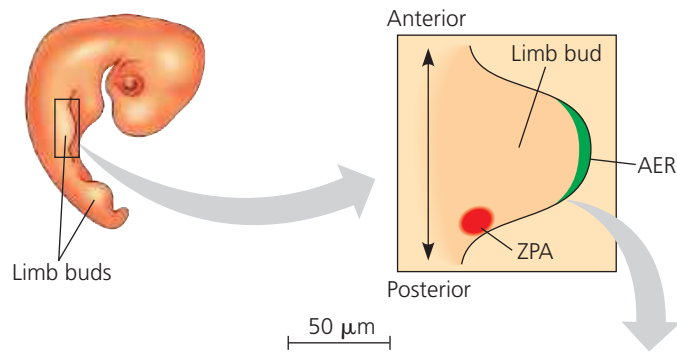 Anterior
Limb bud
AER
ZPA
Limb buds
Posterior
50 μm